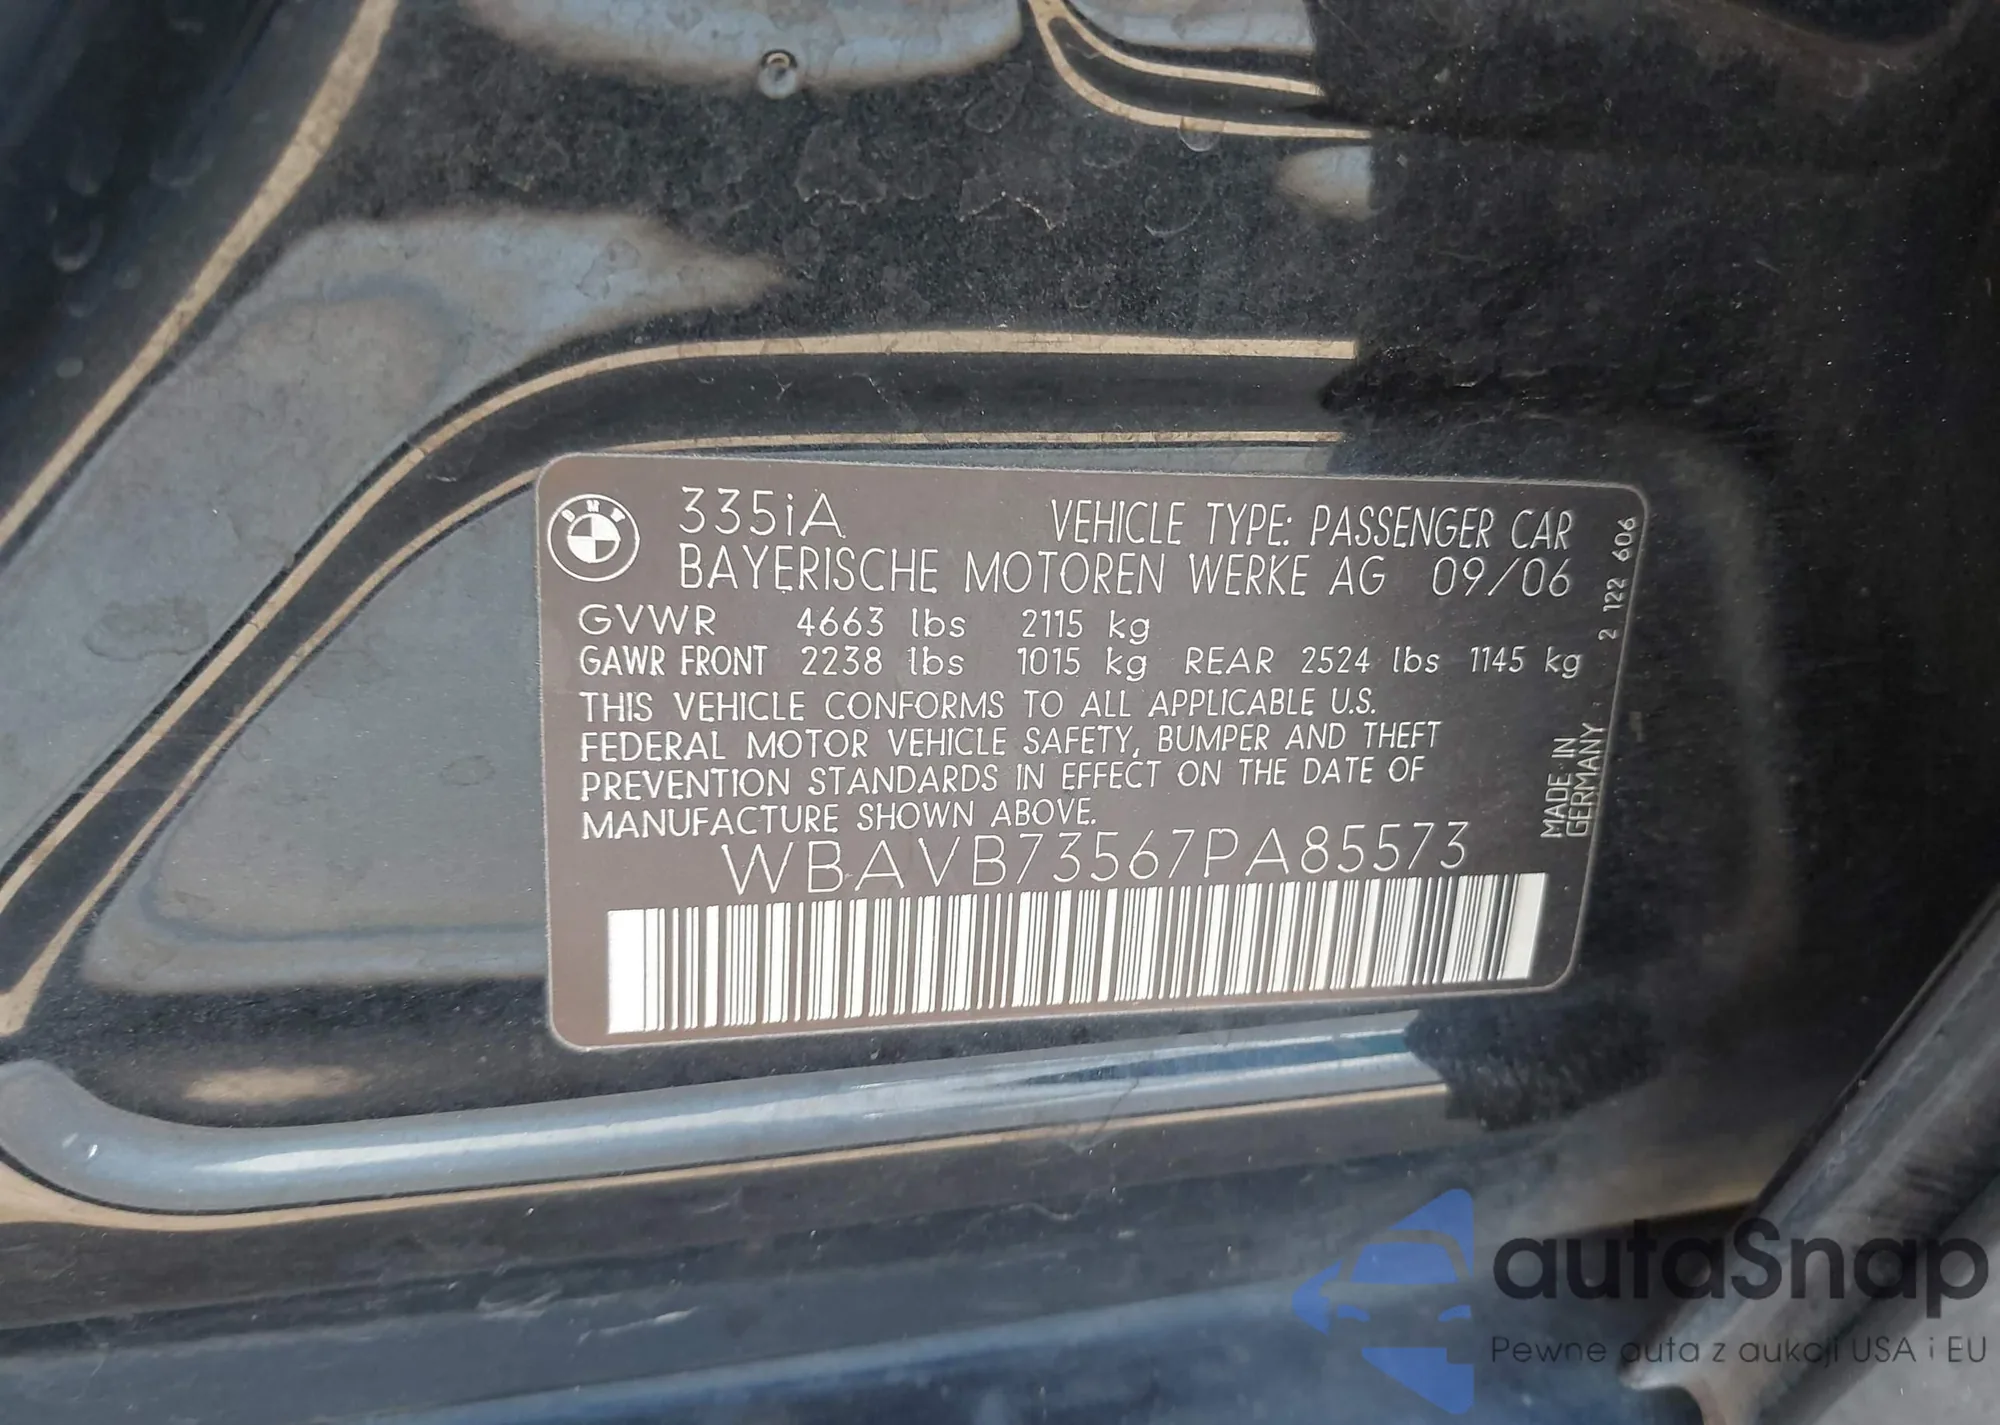 BMW
335iA
VEHICLE TYPE: PASSENGER CAR
BAYERISCHE MOTOREN WERKE AG 09/06
GVWR 4663 lbs 2115 kg
GAWR FRONT 2238 lbs 1015 kg REAR 2524 lbs 1145 kg
THIS VEHICLE CONFORMS TO ALL APPLICABLE U.S.
FEDERAL MOTOR VEHICLE SAFETY, BUMPER AND THEFT
PREVENTION STANDARDS IN EFFECT ON THE DATE OF
MANUFACTURE SHOWN ABOVE.
WBAVB73567PA85573
2 122 606
MADE IN
GERMANY
autaSnap
Pewne auta z aukcji USA i EU